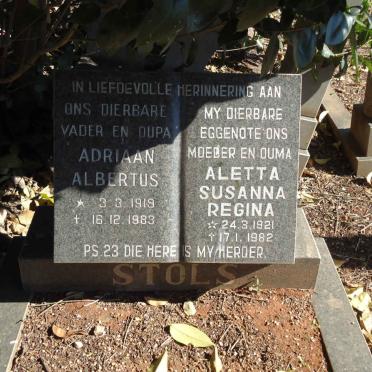 IN LIEFDEVOLLE HERINNERING AAN
ONS DIERBARE
VADER EN OUPA
ADRIAAN
ALBERTUS
* 3.3.1919
† 16.12.1983
MY DIERBARE
EGGENOTE ONS
MOEDER EN OUMA
ALETTA
SUSANNA
REGINA
* 24.3.1921
† 17.1.1982
PS.23 DIE HERE IS MY HERDER.
STOLS